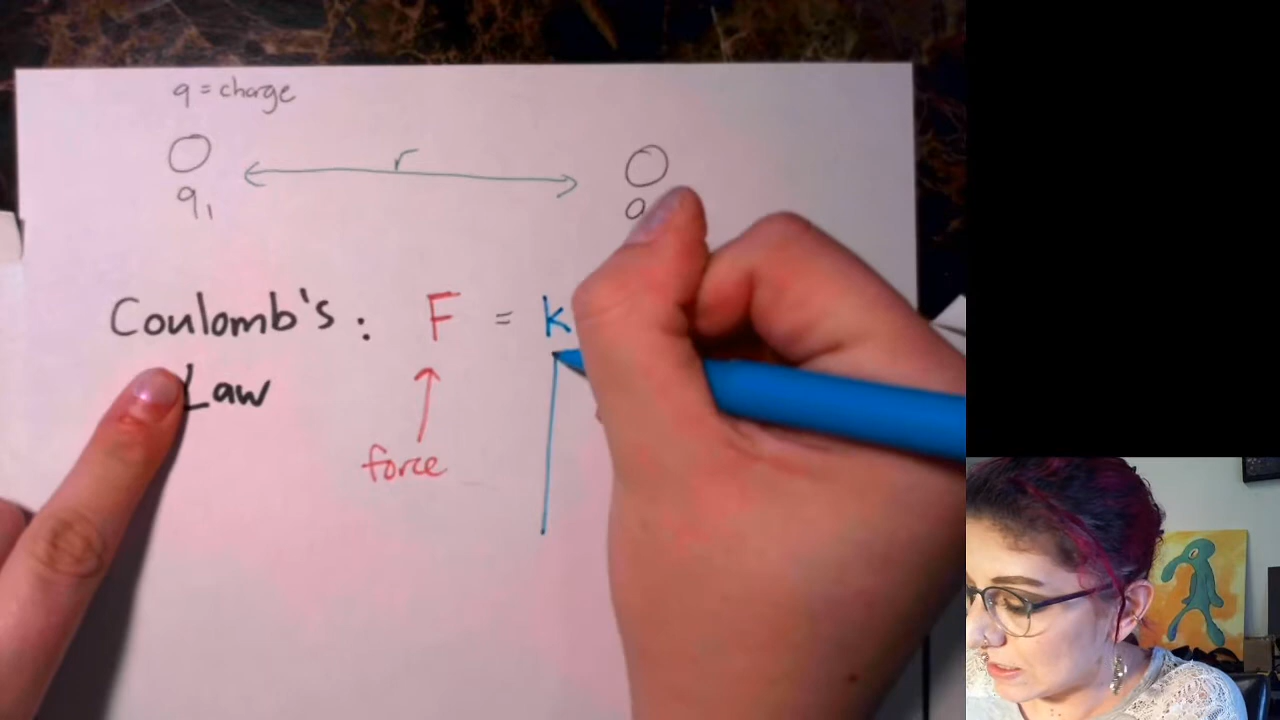 q = charge
r
q1
Coulomb's : F = k
Law
force